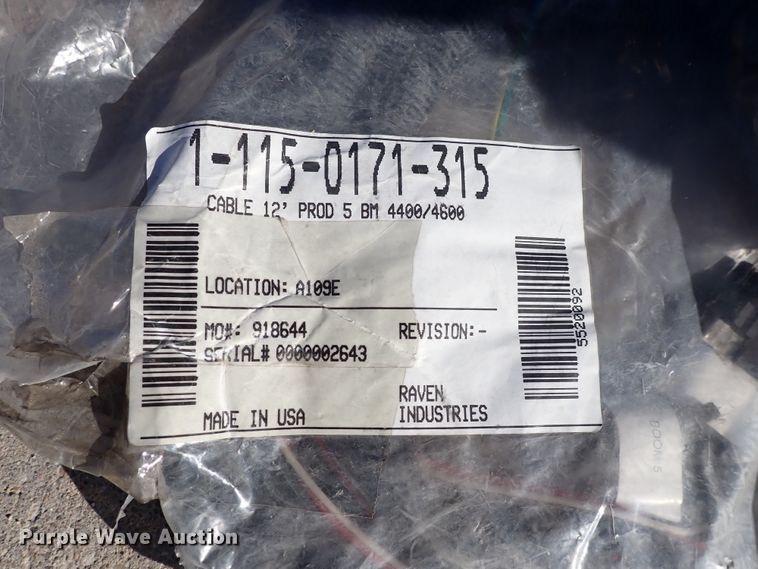 1-115-0171-315
CABLE 12' PROD 5 BM 4400/4600
LOCATION: A109E
MO#: 918644 REVISION:-
SERIAL# 0000002643
5520092
RAVEN
MADE IN USA INDUSTRIES
BOOM 5
Purple Wave Auction